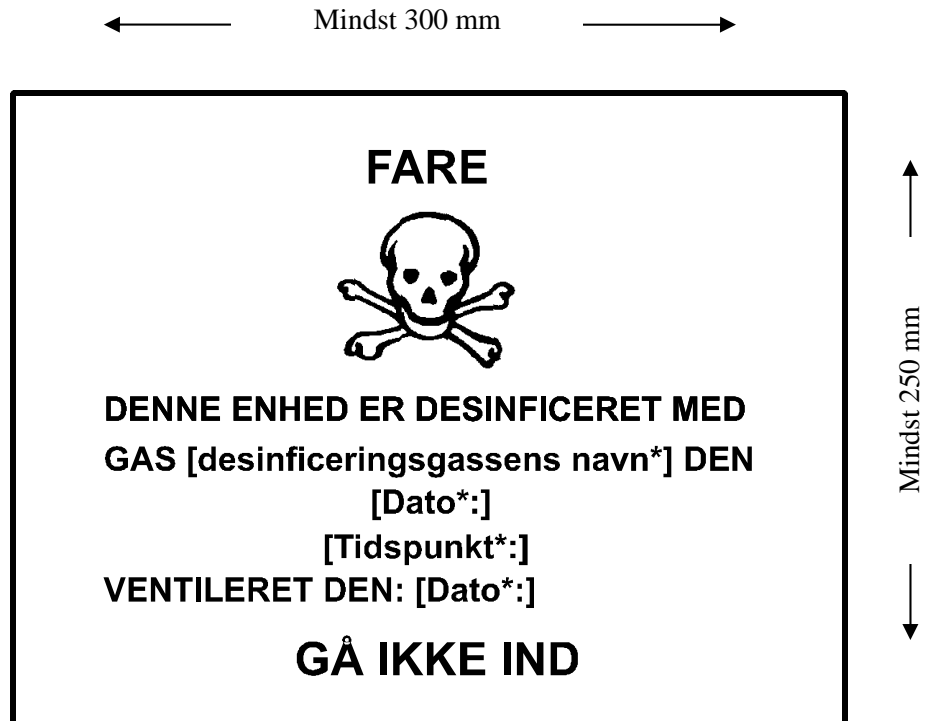 Mindst 300 mm
FARE
DENNE ENHED ER DESINFICERET MED
GAS [desinficeringsgassens navn*] DEN
[Dato*:]
[Tidspunkt*:]
VENTILERET DEN: [Dato*:]
GÅ IKKE IND
Mindst 250 mm